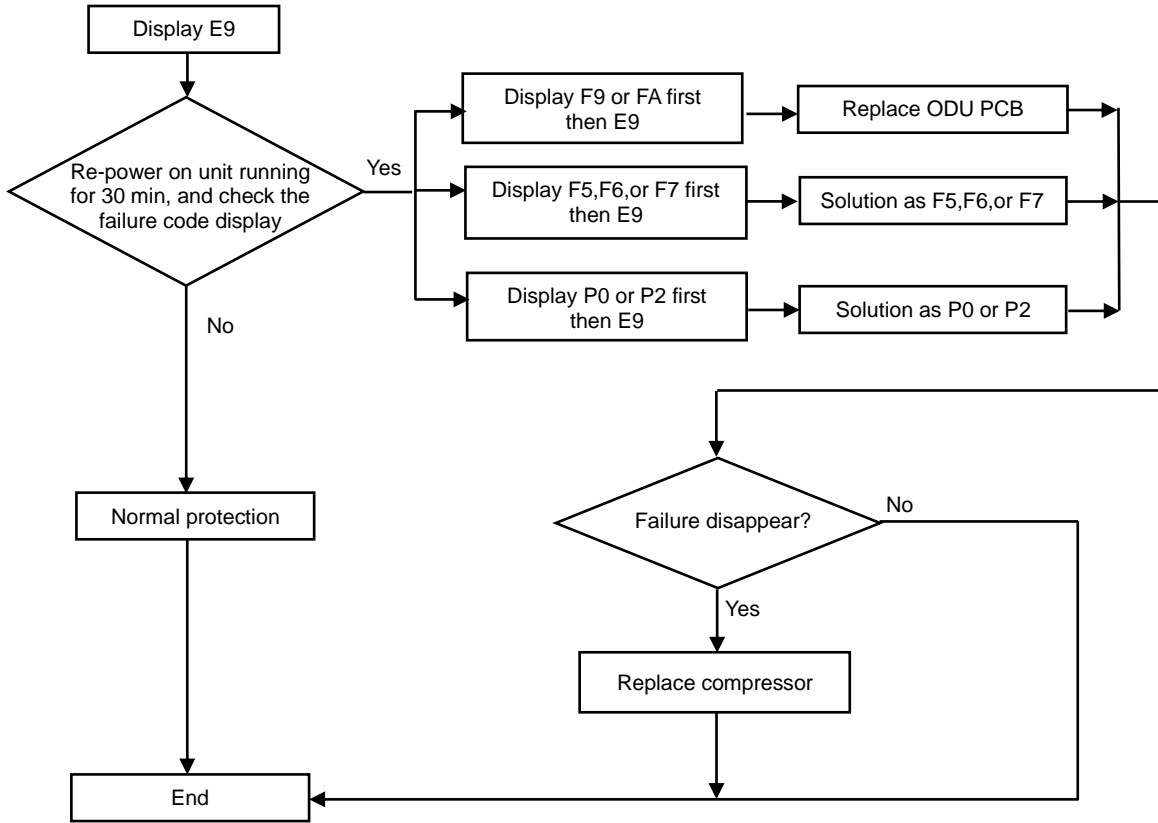 Display E9
Re-power on unit running
for 30 min, and check the
failure code display
Yes
No
Display F9 or FA first
then E9
Replace ODU PCB
Display F5,F6,or F7 first
then E9
Solution as F5,F6,or F7
Display P0 or P2 first
then E9
Solution as P0 or P2
Normal protection
Failure disappear?
No
Yes
Replace compressor
End